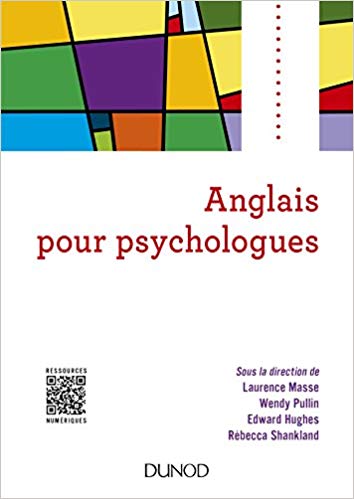 Anglais
pour psychologues
RESSOURCES
NUMÉRIQUES
Sous la direction de
Laurence Masse
Wendy Pullin
Edward Hughes
Rébecca Shankland
DUNOD